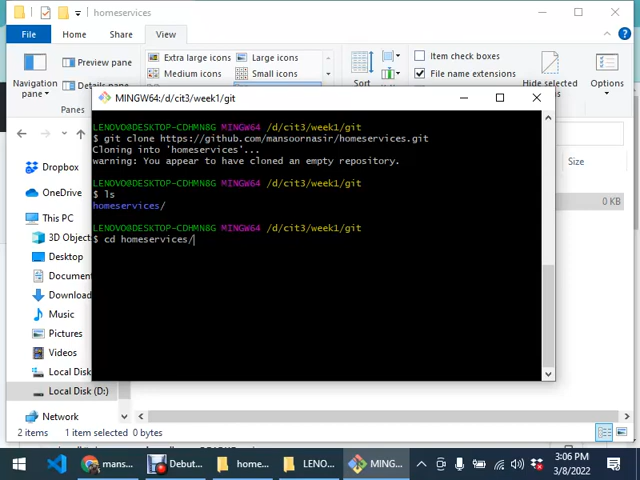 homeservices
File
Home
Share
View
Navigation
pane
Panes
Preview pane
Details pane
Extra large icons
Large icons
Medium icons
Small icons
Sort
Item check boxes
File name extensions
Hide selected
items
Options
MINGW64:/d/cit3/week1/git
LENOVO@DESKTOP-CDHMN8G MINGW64 /d/cit3/week1/git
$ git clone https://github.com/mansoornasir/homeservices.git
Cloning into 'homeservices'...
warning: You appear to have cloned an empty repository.
LENOVO@DESKTOP-CDHMN8G MINGW64 /d/cit3/week1/git
$ ls
homeservices/
LENOVO@DESKTOP-CDHMN8G MINGW64 /d/cit3/week1/git
$ cd homeservices/
Size
0 KB
Dropbox
OneDrive
This PC
3D Object
Desktop
Documen
Download
Music
Pictures
Videos
Local Disk
Local Disk (D:)
Network
2 items
1 item selected 0 bytes
mans...
Debut...
home...
LENO...
MING...
3:06 PM
3/8/2022